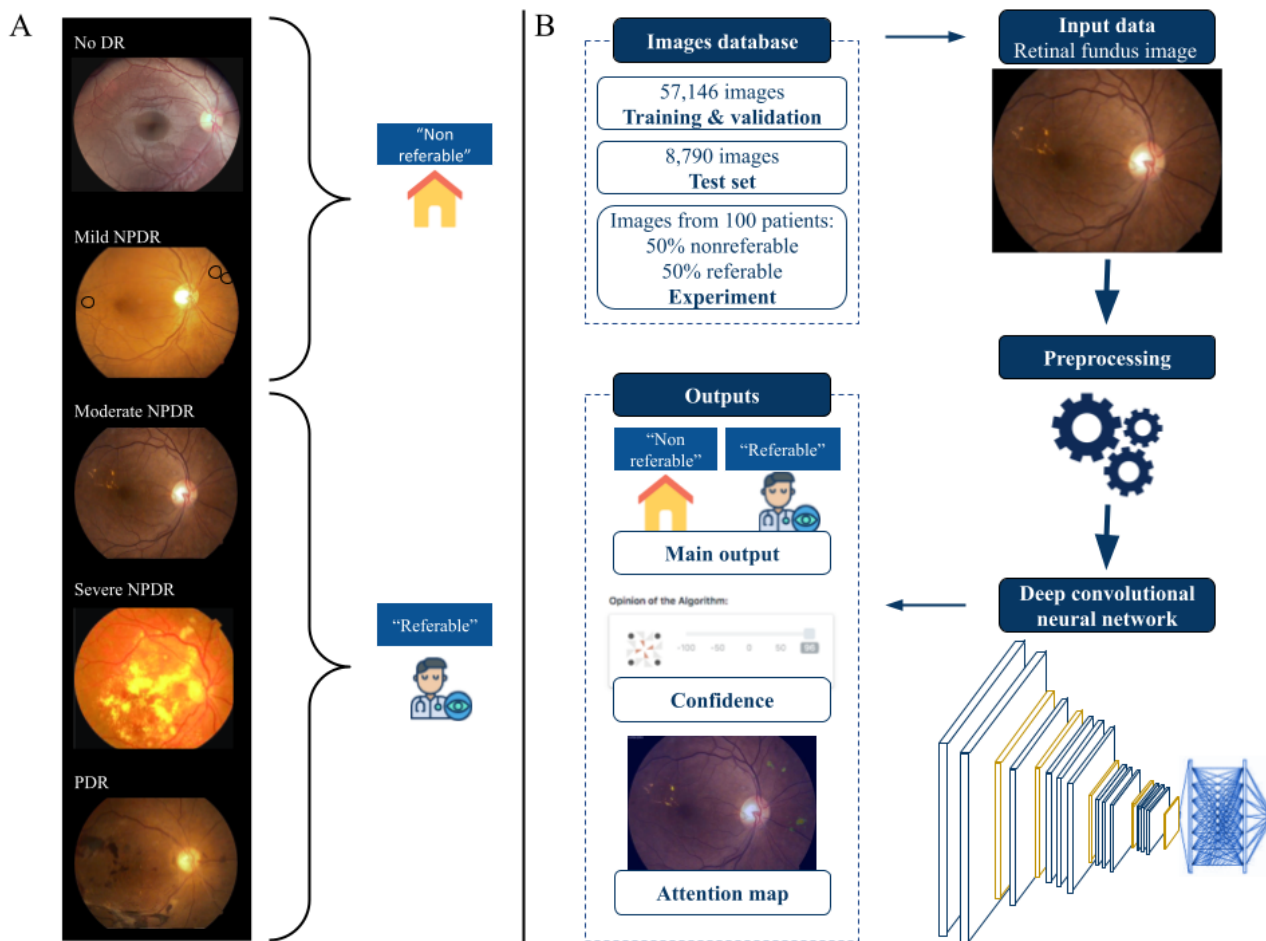 A
No DR
Mild NPDR
Moderate NPDR
Severe NPDR
PDR
“Non
referable”
“Referable”
B
Images database
57,146 images
Training & validation
8,790 images
Test set
Images from 100 patients:
50% nonreferable
50% referable
Experiment
Input data
Retinal fundus image
Preprocessing
Deep convolutional
neural network
Outputs
“Non
referable”
“Referable”
Main output
Opinion of the Algorithm:
-100 -50 0 50 96
Confidence
Attention map